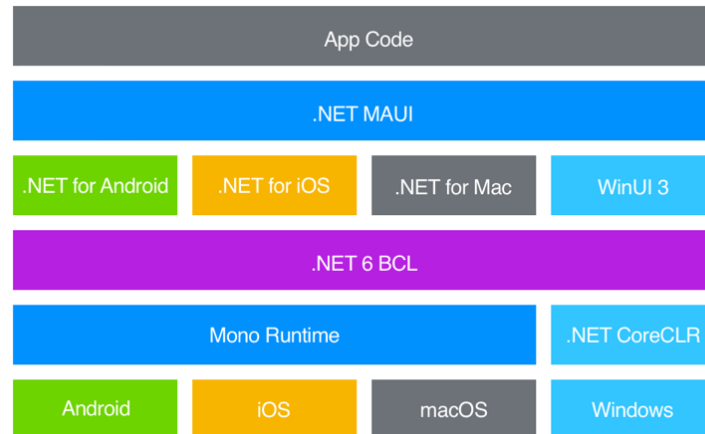 App Code
.NET MAUI
.NET for Android .NET for iOS .NET for Mac WinUI 3
.NET 6 BCL
Mono Runtime .NET CoreCLR
Android iOS macOS Windows